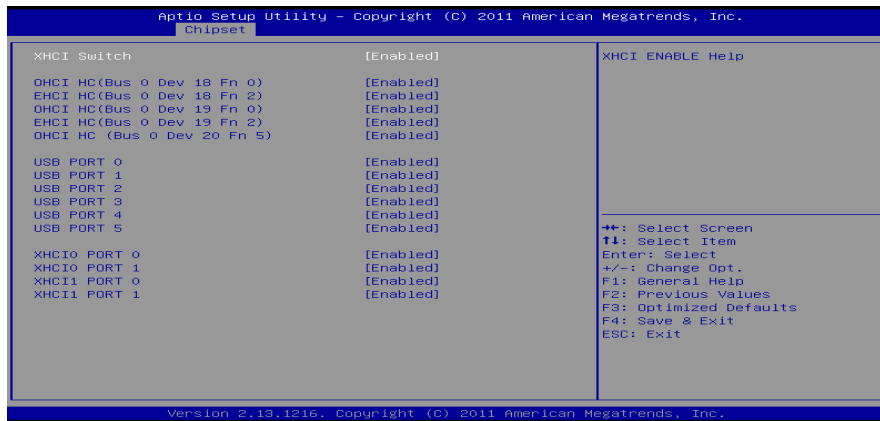 Aptio Setup Utility – Copyright (C) 2011 American Megatrends, Inc.
Chipset
XHCI Switch [Enabled]
OHCI HC(Bus 0 Dev 18 Fn 0) [Enabled]
EHCI HC(Bus 0 Dev 18 Fn 2) [Enabled]
OHCI HC(Bus 0 Dev 19 Fn 0) [Enabled]
EHCI HC(Bus 0 Dev 19 Fn 2) [Enabled]
OHCI HC (Bus 0 Dev 20 Fn 5) [Enabled]
USB PORT 0 [Enabled]
USB PORT 1 [Enabled]
USB PORT 2 [Enabled]
USB PORT 3 [Enabled]
USB PORT 4 [Enabled]
USB PORT 5 [Enabled]
XHCI0 PORT 0 [Enabled]
XHCI0 PORT 1 [Enabled]
XHCI1 PORT 0 [Enabled]
XHCI1 PORT 1 [Enabled]
XHCI ENABLE Help
→←: Select Screen
↑↓: Select Item
Enter: Select
+/-: Change Opt.
F1: General Help
F2: Previous Values
F3: Optimized Defaults
F4: Save & Exit
ESC: Exit
Version 2.13.1216. Copyright (C) 2011 American Megatrends, Inc.